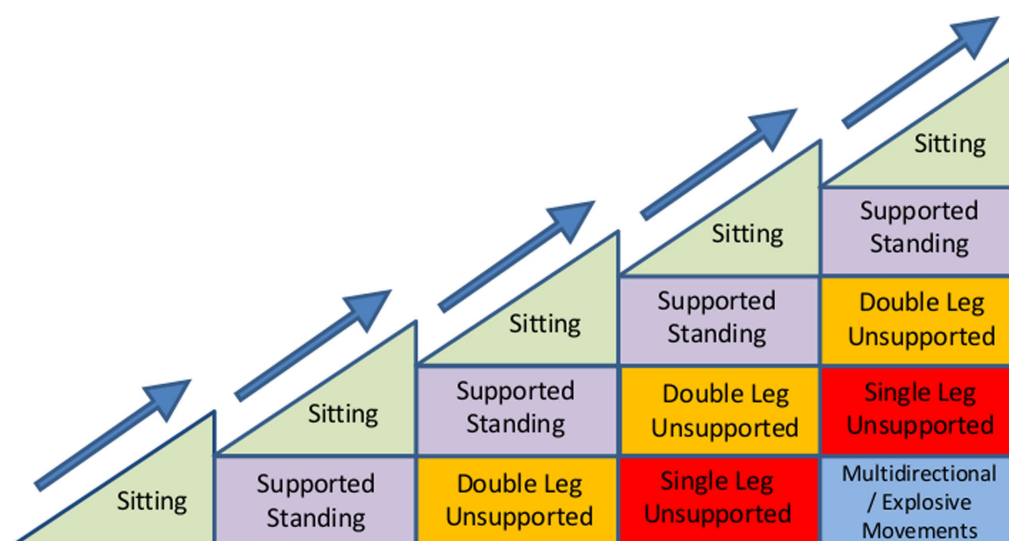 Sitting
Sitting
Supported
Standing
Sitting
Supported
Standing
Double Leg
Unsupported
Sitting
Supported
Standing
Double Leg
Unsupported
Single Leg
Unsupported
Sitting
Supported
Standing
Double Leg
Unsupported
Single Leg
Unsupported
Multidirectional
/ Explosive
Movements